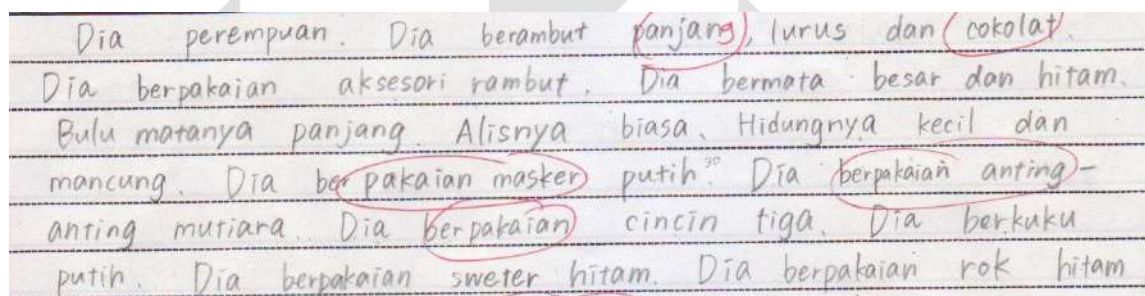 Dia perempuan. Dia berambut panjang, lurus dan cokolat.
Dia berpakaian aksesori rambut. Dia bermata besar dan hitam.
Bulu matanya panjang. Alisnya biasa. Hidungnya kecil dan
mancung. Dia berpakaian masker putih.³⁰ Dia berpakaian anting-
anting mutiara. Dia berpakaian cincin tiga. Dia berkuku
putih. Dia berpakaian sweter hitam. Dia berpakaian rok hitam